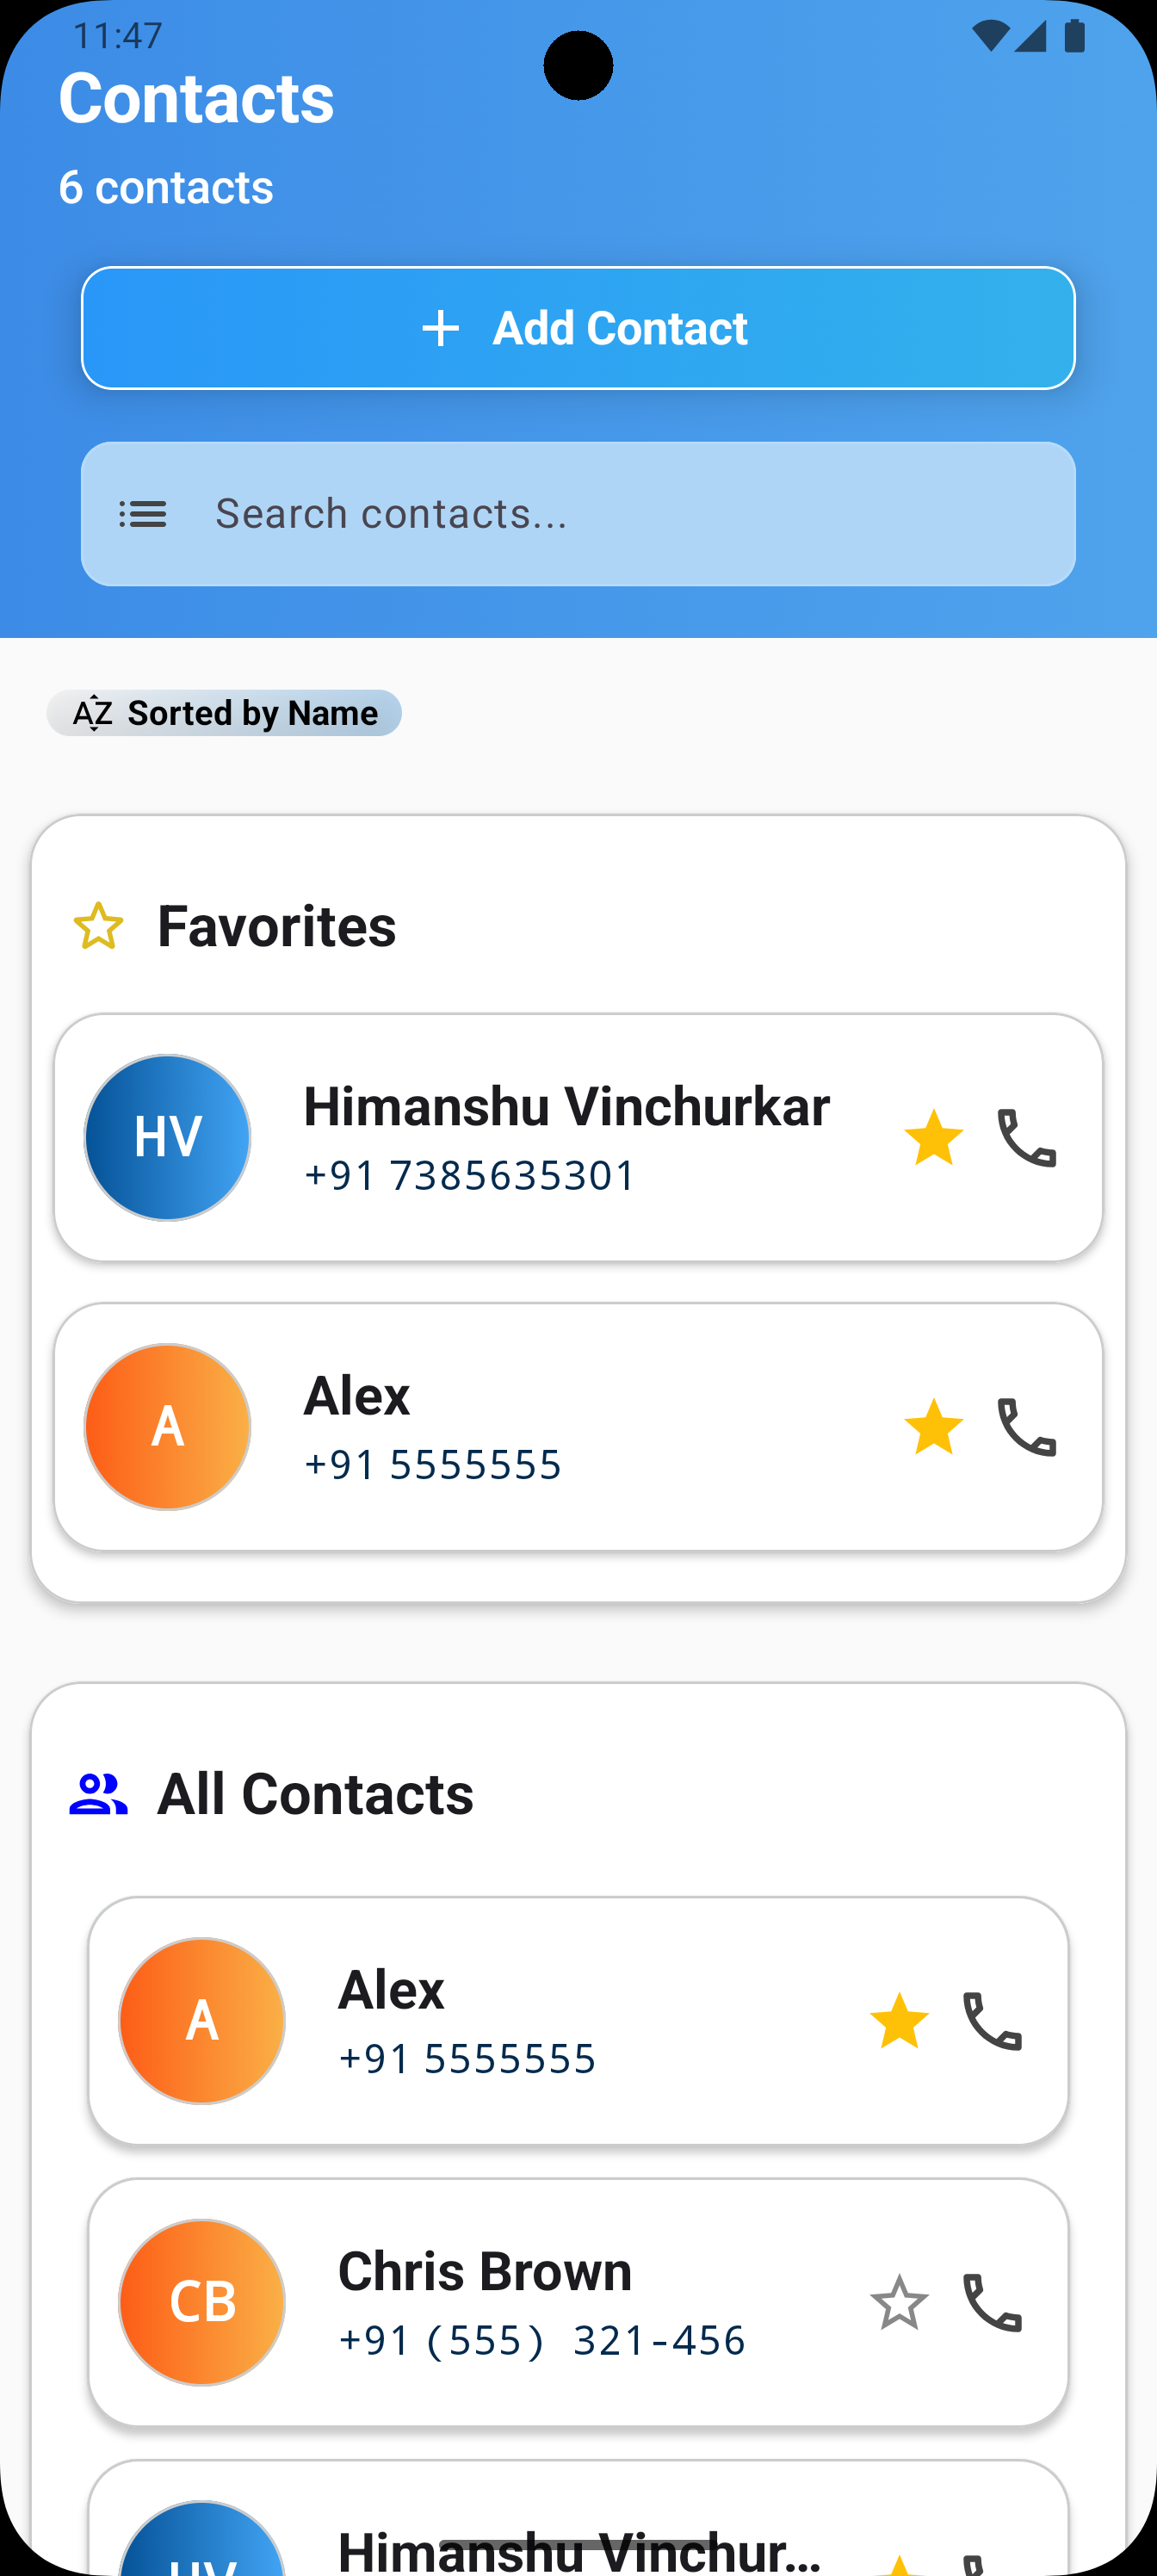 11:47
Contacts
6 contacts
Add Contact
Search contacts...
AZ Sorted by Name
Favorites
HV
Himanshu Vinchurkar
+91 7385635301
A
Alex
+91 5555555
All Contacts
A
Alex
+91 5555555
CB
Chris Brown
+91 (555) 321-456
HV
Himanshu Vinchur...